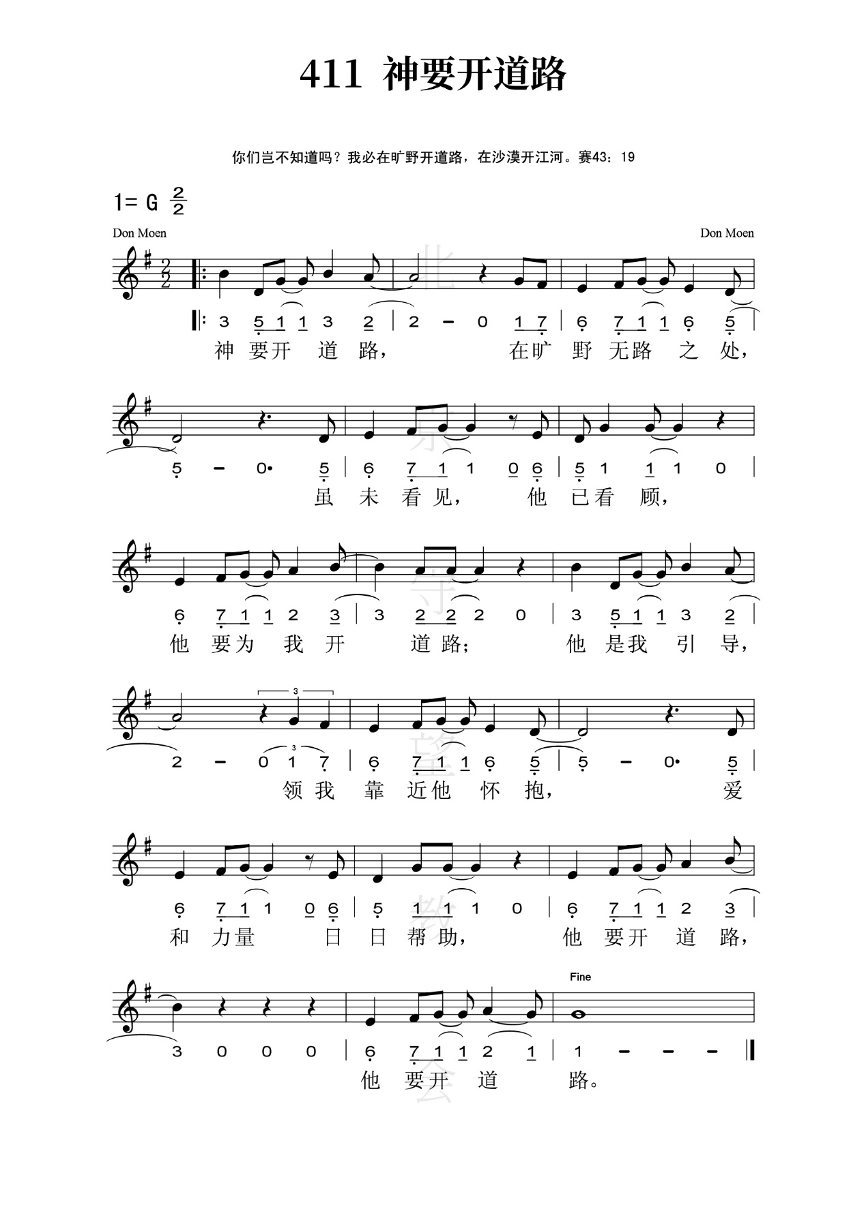 411 神要开道路
你们岂不知道吗？我必在旷野开道路，在沙漠开江河。赛43：19
1= G 2/2
Don Moen Don Moen
3 5 1 1 3 2 | 2 - 0 1 7 | 6 7 1 1 6 5 |
神 要开 道 路， 在旷 野 无路 之 处，
5 - 0· 5 | 6 7 1 1 0 6 | 5 1 1 1 0 |
虽 未 看 见， 他 已看 顾，
6 7 1 1 2 3 | 3 2 2 2 0 | 3 5 1 1 3 2 |
他 要为 我 开 道 路； 他 是我 引 导，
3
2 - 0 1 7 | 6 7 1 1 6 5 | 5 - 0· 5 |
3
领 我 靠 近他 怀 抱， 爱
6 7 1 1 0 6 | 5 1 1 1 0 | 6 7 1 1 2 3 |
和 力量 日 日 帮 助， 他 要开 道 路，
Fine
3 0 0 0 | 6 7 1 1 2 1 | 1 - - - ‖
他 要开 道 路。
北京守望教会